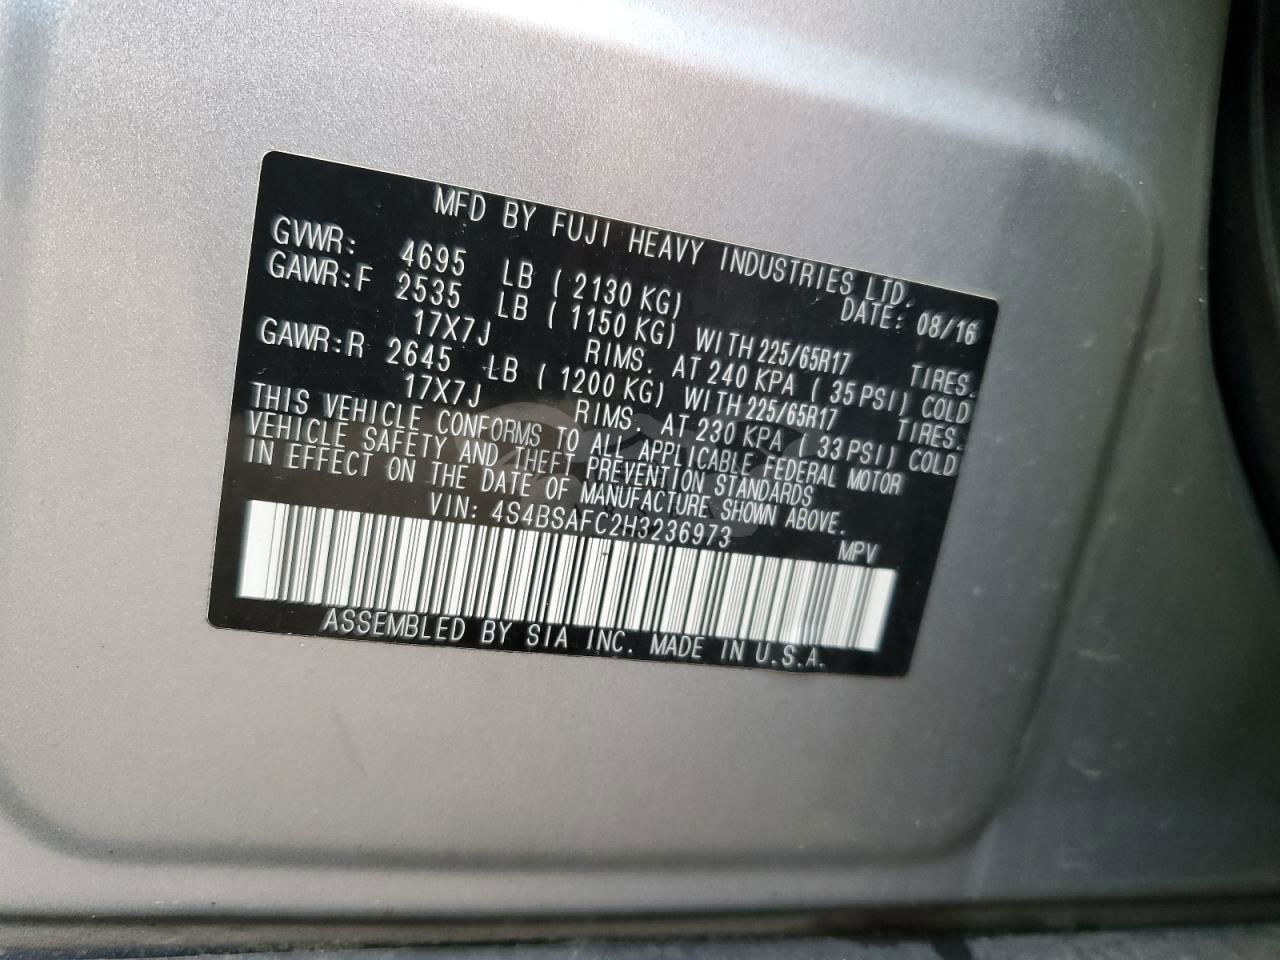 MFD BY FUJI HEAVY INDUSTRIES LTD.
DATE: 08/16
GVWR: 4695 LB ( 2130 KG)
GAWR:F 2535 LB ( 1150 KG) WITH 225/65R17 TIRES.
17X7J RIMS. AT 240 KPA ( 35 PSI) COLD
GAWR:R 2645 LB ( 1200 KG) WITH 225/65R17 TIRES.
17X7J RIMS. AT 230 KPA ( 33 PSI) COLD
THIS VEHICLE CONFORMS TO ALL APPLICABLE FEDERAL MOTOR
VEHICLE SAFETY AND THEFT PREVENTION STANDARDS
IN EFFECT ON THE DATE OF MANUFACTURE SHOWN ABOVE.
VIN: 4S4BSAFC2H3236973 MPV
ASSEMBLED BY SIA INC. MADE IN U.S.A.